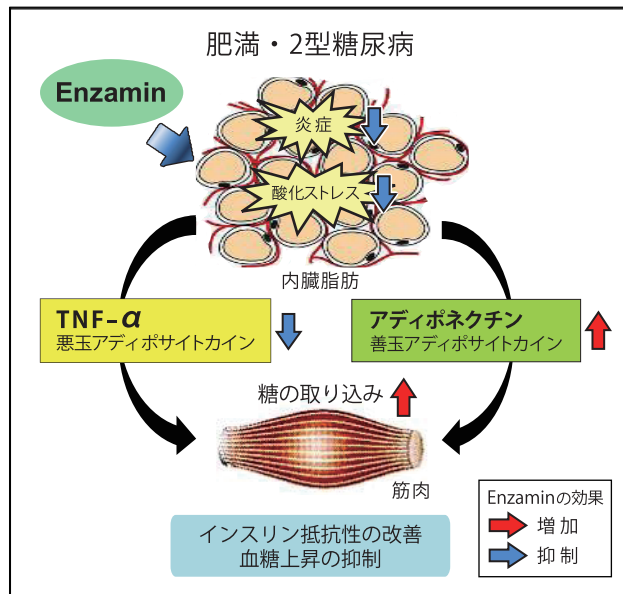 肥満・2型糖尿病
Enzamin
炎症
酸化ストレス
内臓脂肪
TNF-α
悪玉アディポサイトカイン
アディポネクチン
善玉アディポサイトカイン
糖の取り込み
筋肉
インスリン抵抗性の改善
血糖上昇の抑制
Enzaminの効果
増加
抑制